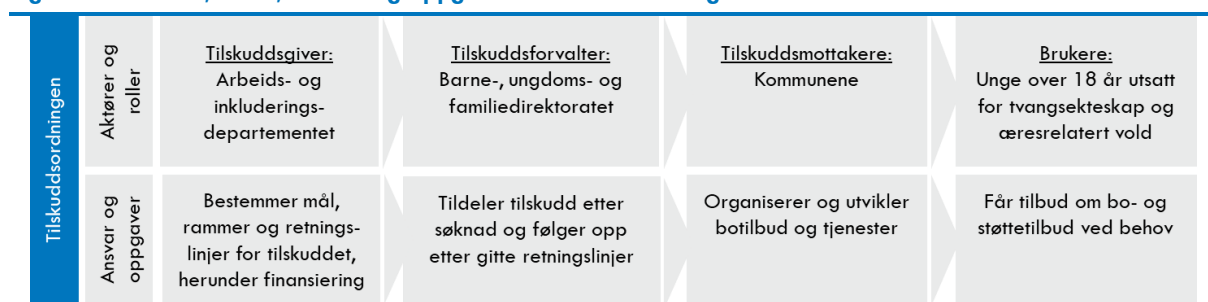 Tilskuddsordningen
Aktører og
roller
Tilskuddsgiver:
Arbeids- og
inkluderings-
departementet
Tilskuddsforvalter:
Barne-, ungdoms- og
familiedirektoratet
Tilskuddsmottakere:
Kommunene
Brukere:
Unge over 18 år utsatt
for tvangsekteskap og
æresrelatert vold
Ansvar og
oppgaver
Bestemmer mål,
rammer og retnings-
linjer for tilskuddet,
herunder finansiering
Tildeler tilskudd etter
søknad og følger opp
etter gitte retningslinjer
Organiserer og utvikler
botilbud og tjenester
Får tilbud om bo- og
støttetilbud ved behov